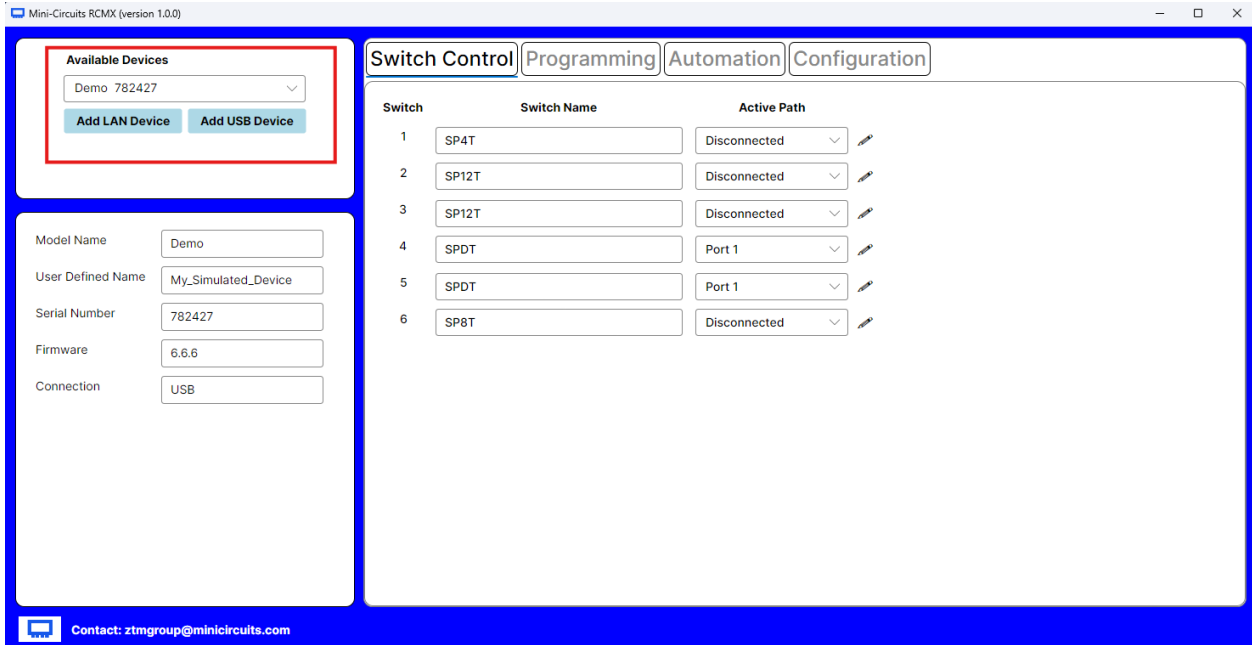 Mini-Circuits RCMX (version 1.0.0)
Available Devices
Demo 782427
Add LAN Device Add USB Device
Model Name Demo
User Defined Name My_Simulated_Device
Serial Number 782427
Firmware 6.6.6
Connection USB
Switch Control Programming Automation Configuration
Switch Switch Name Active Path
1 SP4T Disconnected
2 SP12T Disconnected
3 SP12T Disconnected
4 SPDT Port 1
5 SPDT Port 1
6 SP8T Disconnected
Contact: ztmgroup@minicircuits.com